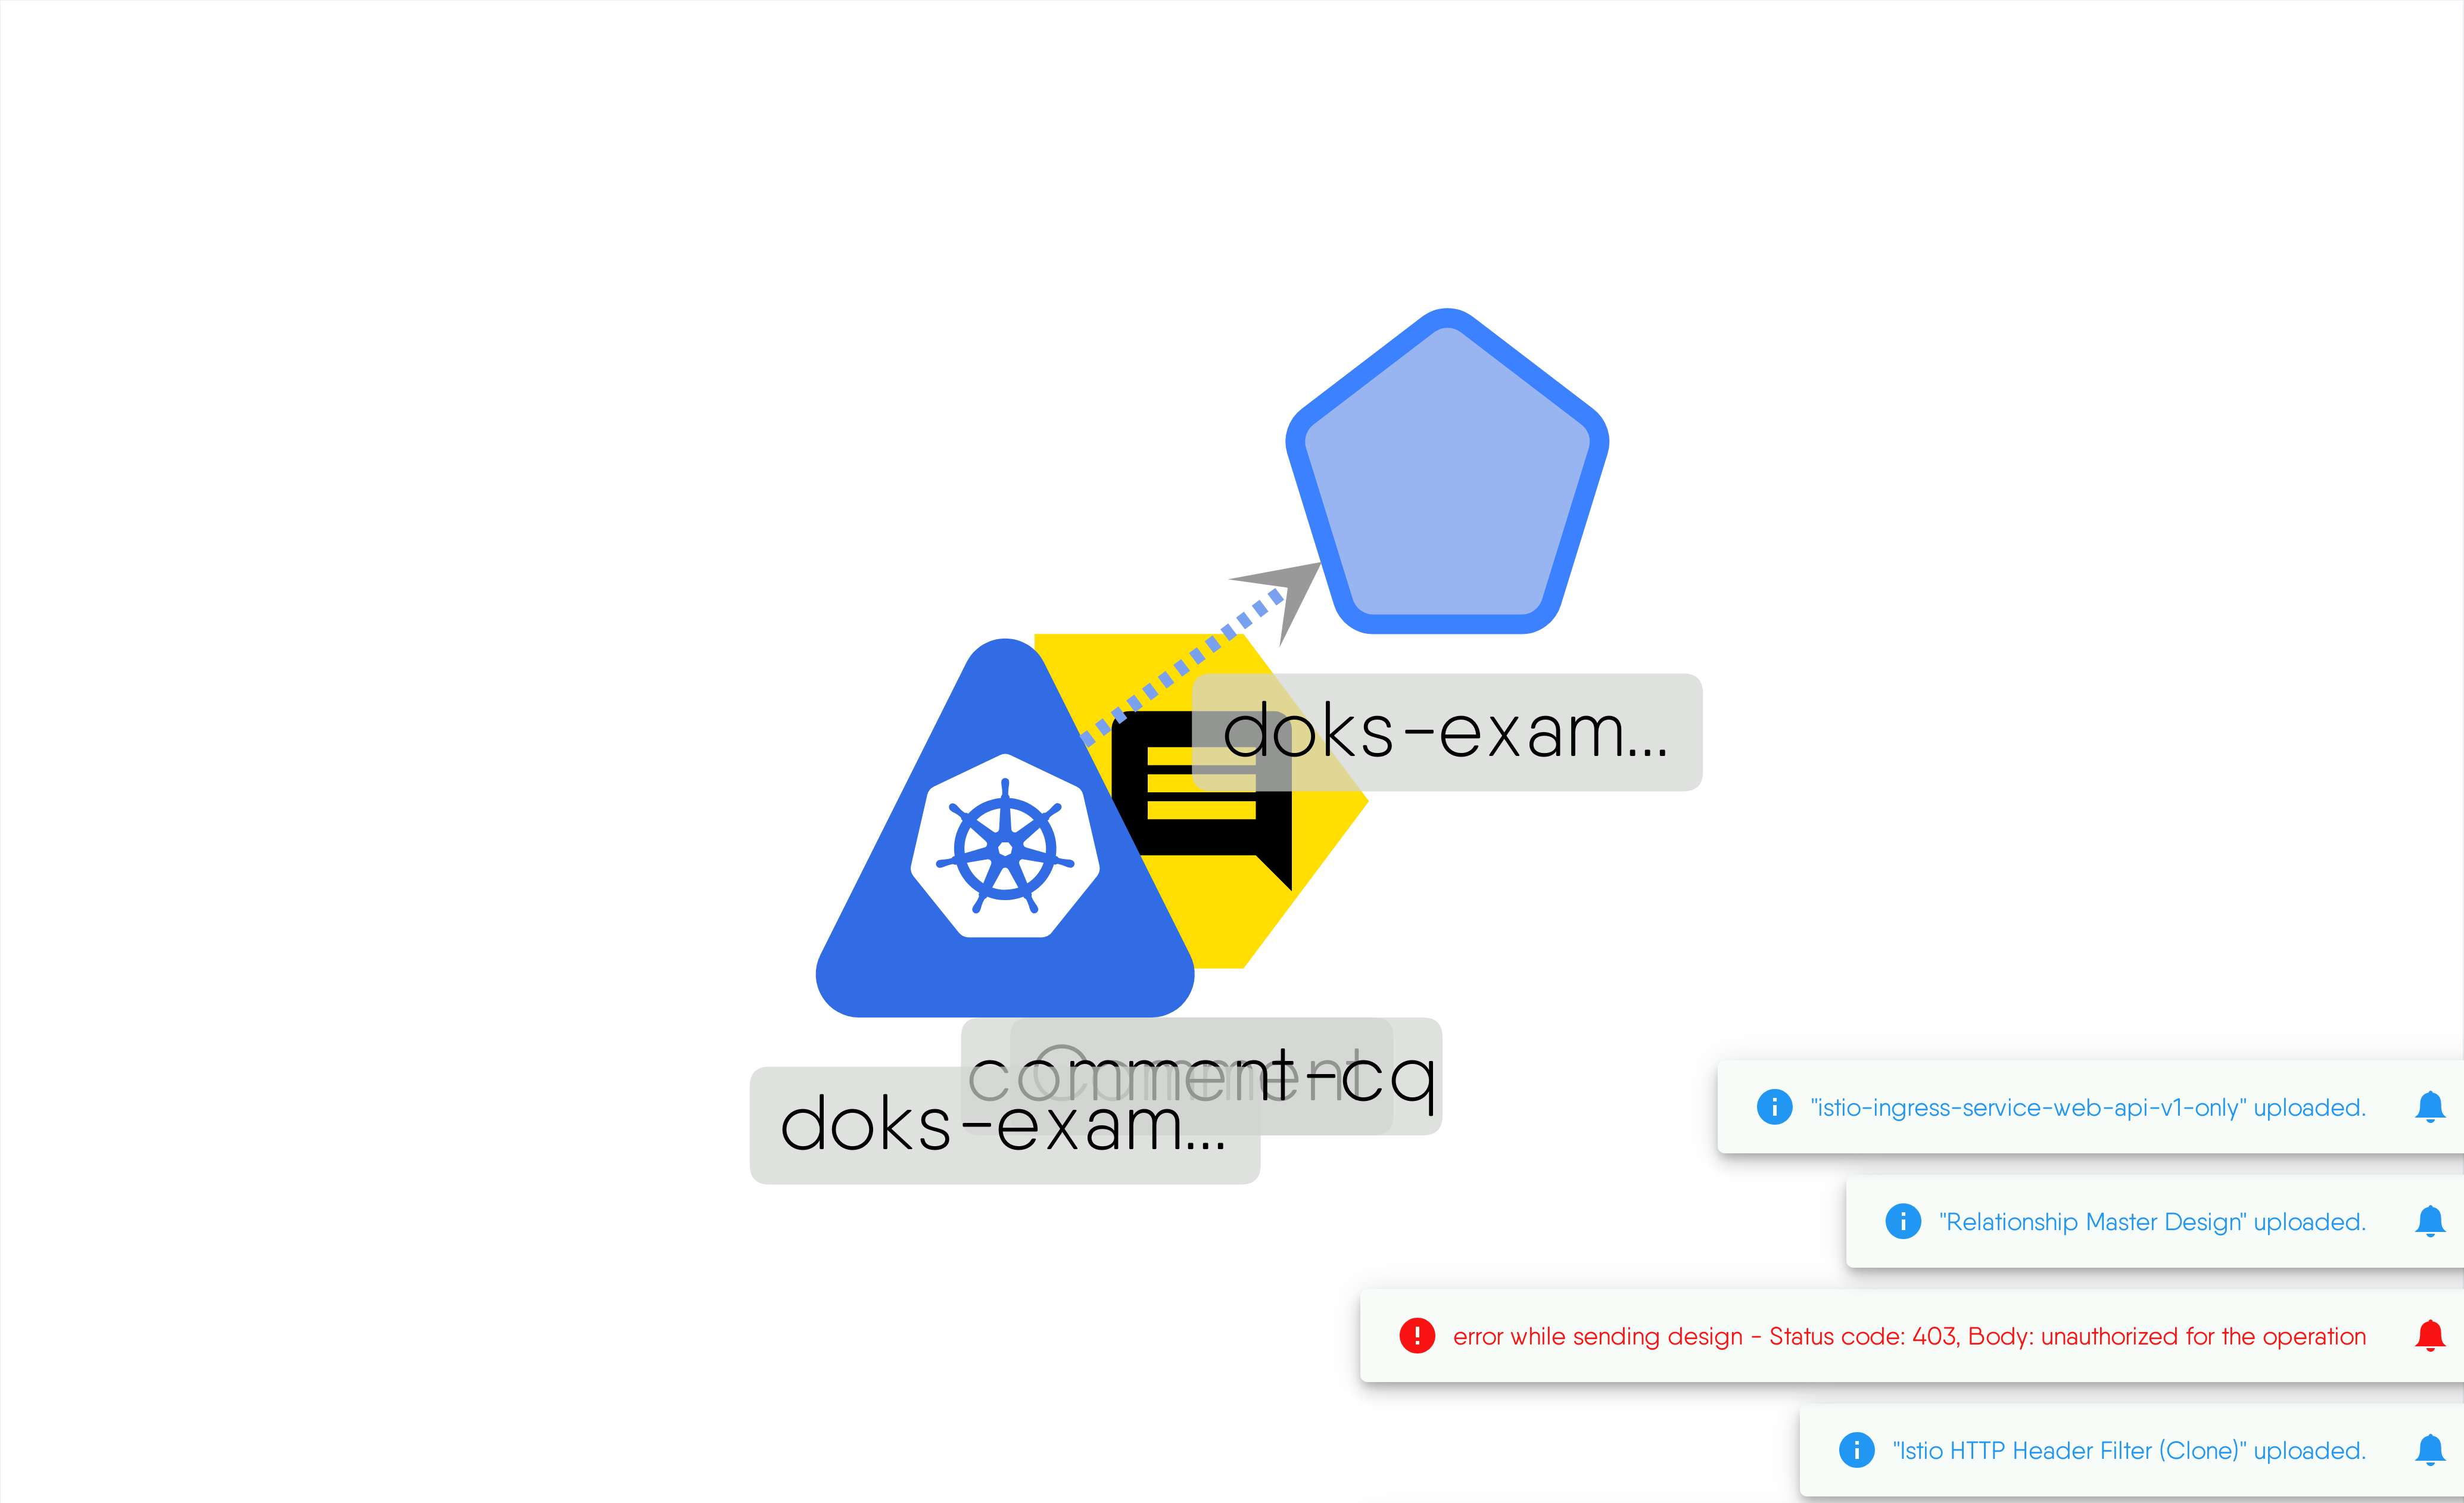 doks-exam...
Comment
comment-cq
doks-exam...
"istio-ingress-service-web-api-v1-only" uploaded.
"Relationship Master Design" uploaded.
error while sending design - Status code: 403, Body: unauthorized for the operation
"Istio HTTP Header Filter (Clone)" uploaded.